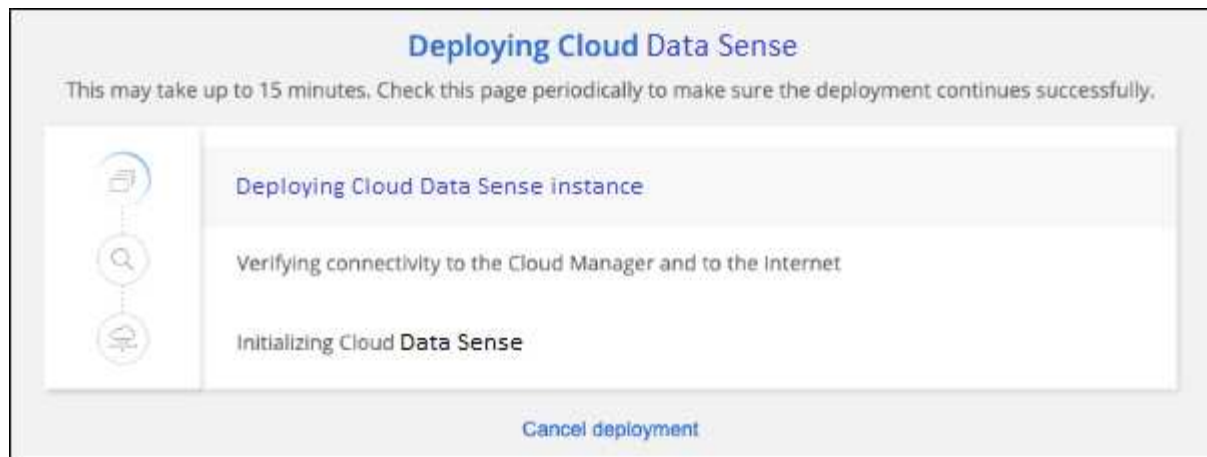 Deploying Cloud Data Sense
This may take up to 15 minutes. Check this page periodically to make sure the deployment continues successfully.
Deploying Cloud Data Sense instance
Verifying connectivity to the Cloud Manager and to the Internet
Initializing Cloud Data Sense
Cancel deployment